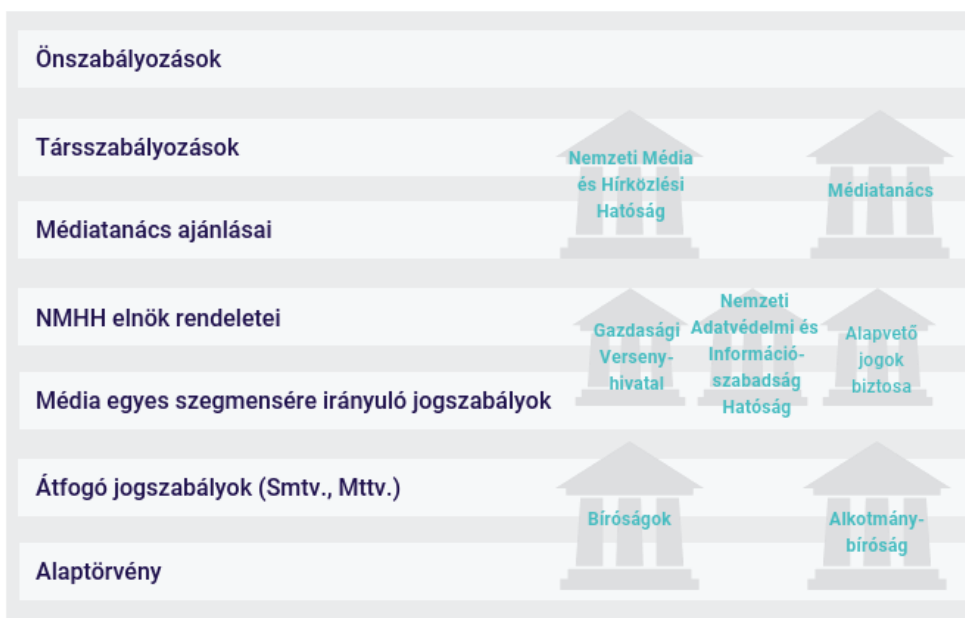 Önszabályozások
Társszabályozások
Médiatanács ajánlásai
NMHH elnök rendeletei
Média egyes szegmensére irányuló jogszabályok
Átfogó jogszabályok (Smtv., Mttv.)
Alaptörvény
Nemzeti Média
és Hírközlési
Hatóság
Médiatanács
Gazdasági
Verseny-
hivatal
Nemzeti
Adatvédelmi és
Információ-
szabadság
Hatóság
Alapvető
jogok
biztosa
Bíróságok
Alkotmány-
bíróság